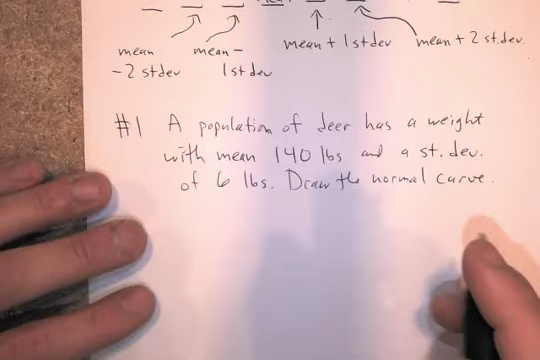 mean
mean - 2 st dev
mean - 1 st dev
mean + 1 st dev
mean + 2 st. dev.
#1 A population of deer has a weight
with mean 140 lbs and a st. dev.
of 6 lbs. Draw the normal curve.